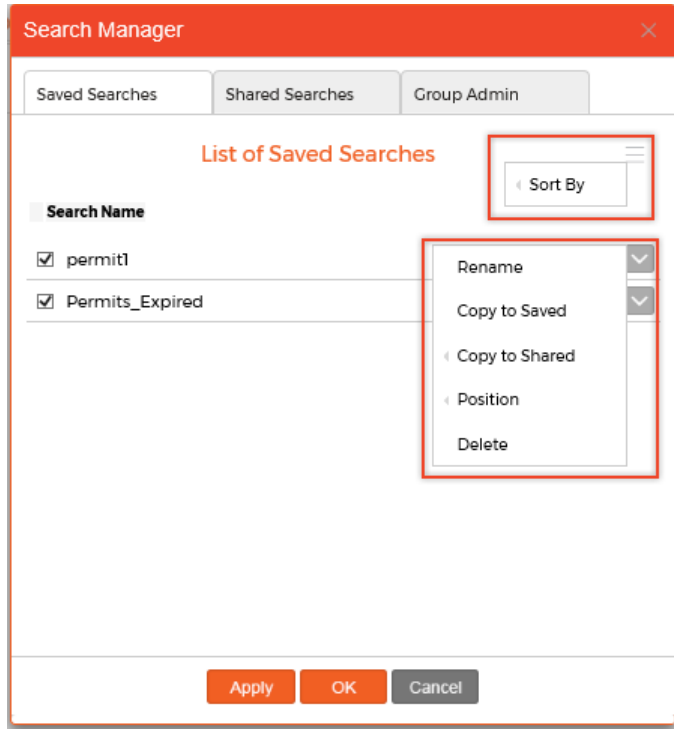 Search Manager
Saved Searches Shared Searches Group Admin
List of Saved Searches
Sort By
Search Name
permit1
Permits_Expired
Rename
Copy to Saved
Copy to Shared
Position
Delete
Apply OK Cancel